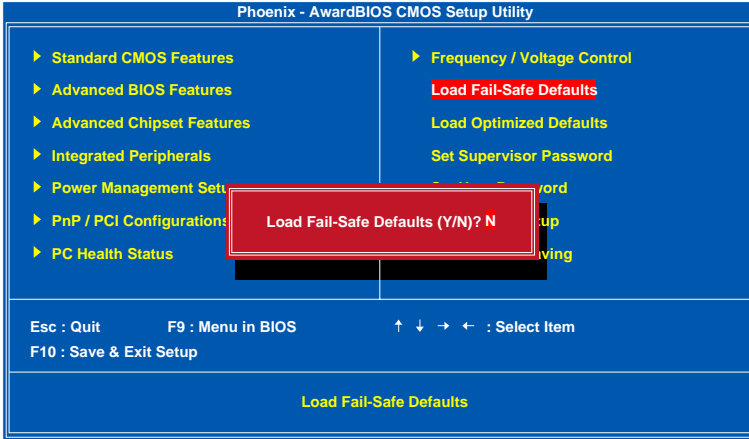 Phoenix - AwardBIOS CMOS Setup Utility
Standard CMOS Features
Advanced BIOS Features
Advanced Chipset Features
Integrated Peripherals
Power Management
PnP / PCI Configurations
PC Health Status
Frequency / Voltage Control
Load Fail-Safe Defaults
Load Optimized Defaults
Set Supervisor Password
Load Fail-Safe Defaults (Y/N)? N
Esc : Quit F9 : Menu in BIOS ↑ ↓ → ← : Select Item
F10 : Save & Exit Setup
Load Fail-Safe Defaults